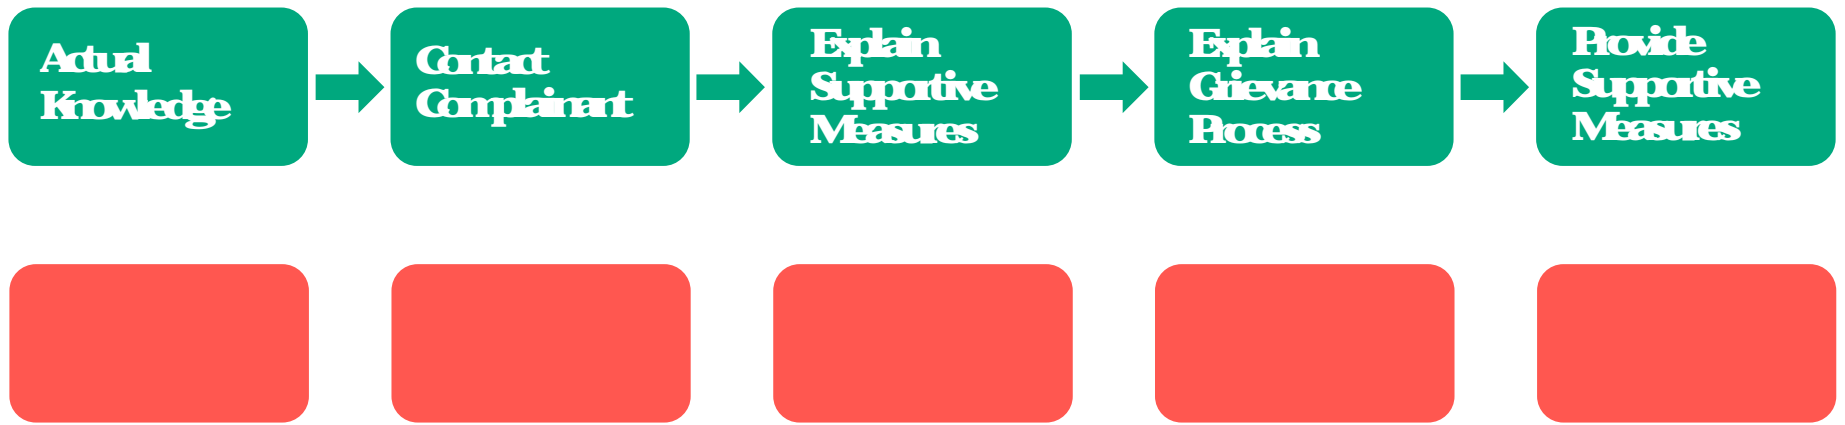 Actual
Knowledge
Contact
Complainant
Explain
Supportive
Measures
Explain
Grievance
Process
Provide
Supportive
Measures